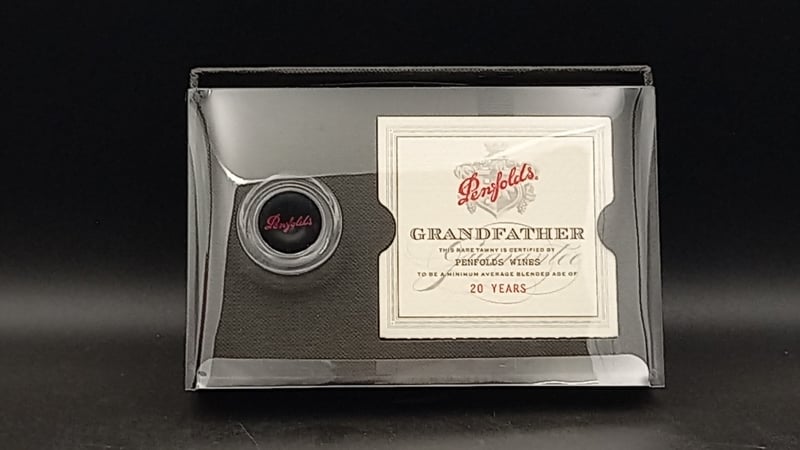 Penfolds
Penfolds
GRANDFATHER
THIS RARE TAWNY IS CERTIFIED BY
PENFOLDS WINES
Guarantee
TO BE A MINIMUM AVERAGE BLENDED AGE OF
20 YEARS